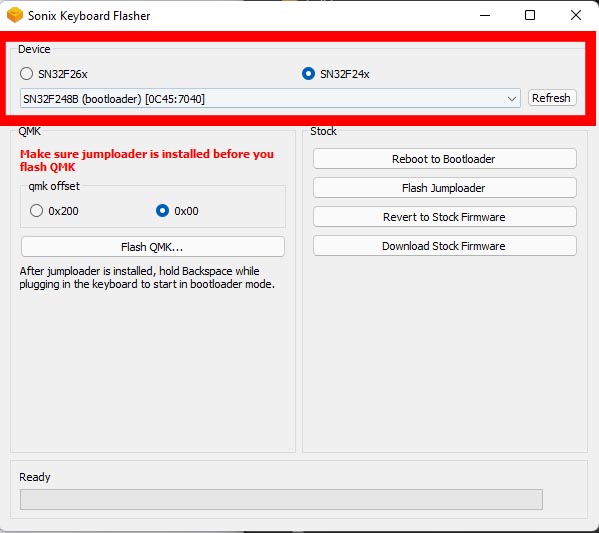 Sonix Keyboard Flasher
Device
SN32F26x
SN32F24x
SN32F248B (bootloader) [0C45:7040]
Refresh
QMK
Make sure jumploader is installed before you
flash QMK
qmk offset
0x200
0x00
Flash QMK...
After jumploader is installed, hold Backspace while
plugging in the keyboard to start in bootloader mode.
Stock
Reboot to Bootloader
Flash Jumploader
Revert to Stock Firmware
Download Stock Firmware
Ready